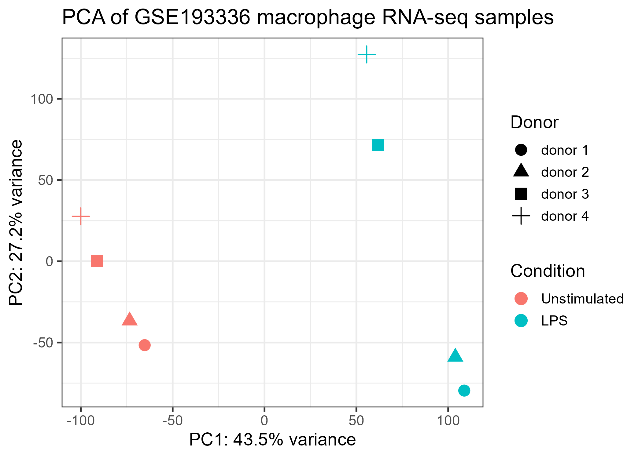 PCA of GSE193336 macrophage RNA-seq samples
PC2: 27.2% variance
100
50
0
-50
-100
-50
0
50
100
PC1: 43.5% variance
Donor
donor 1
donor 2
donor 3
donor 4
Condition
Unstimulated
LPS